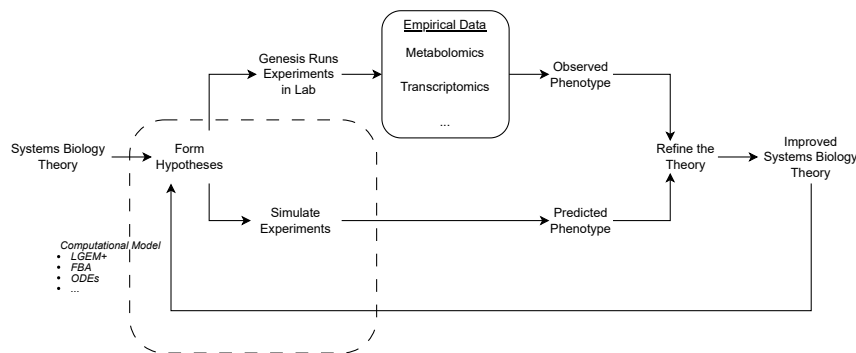 Empirical Data
Metabolomics
Transcriptomics
...
Genesis Runs
Experiments
in Lab
Observed
Phenotype
Systems Biology
Theory
Form
Hypotheses
Refine the
Theory
Improved
Systems Biology
Theory
Simulate
Experiments
Predicted
Phenotype
Computational Model
• LGEM+
• FBA
• ODEs
• ...